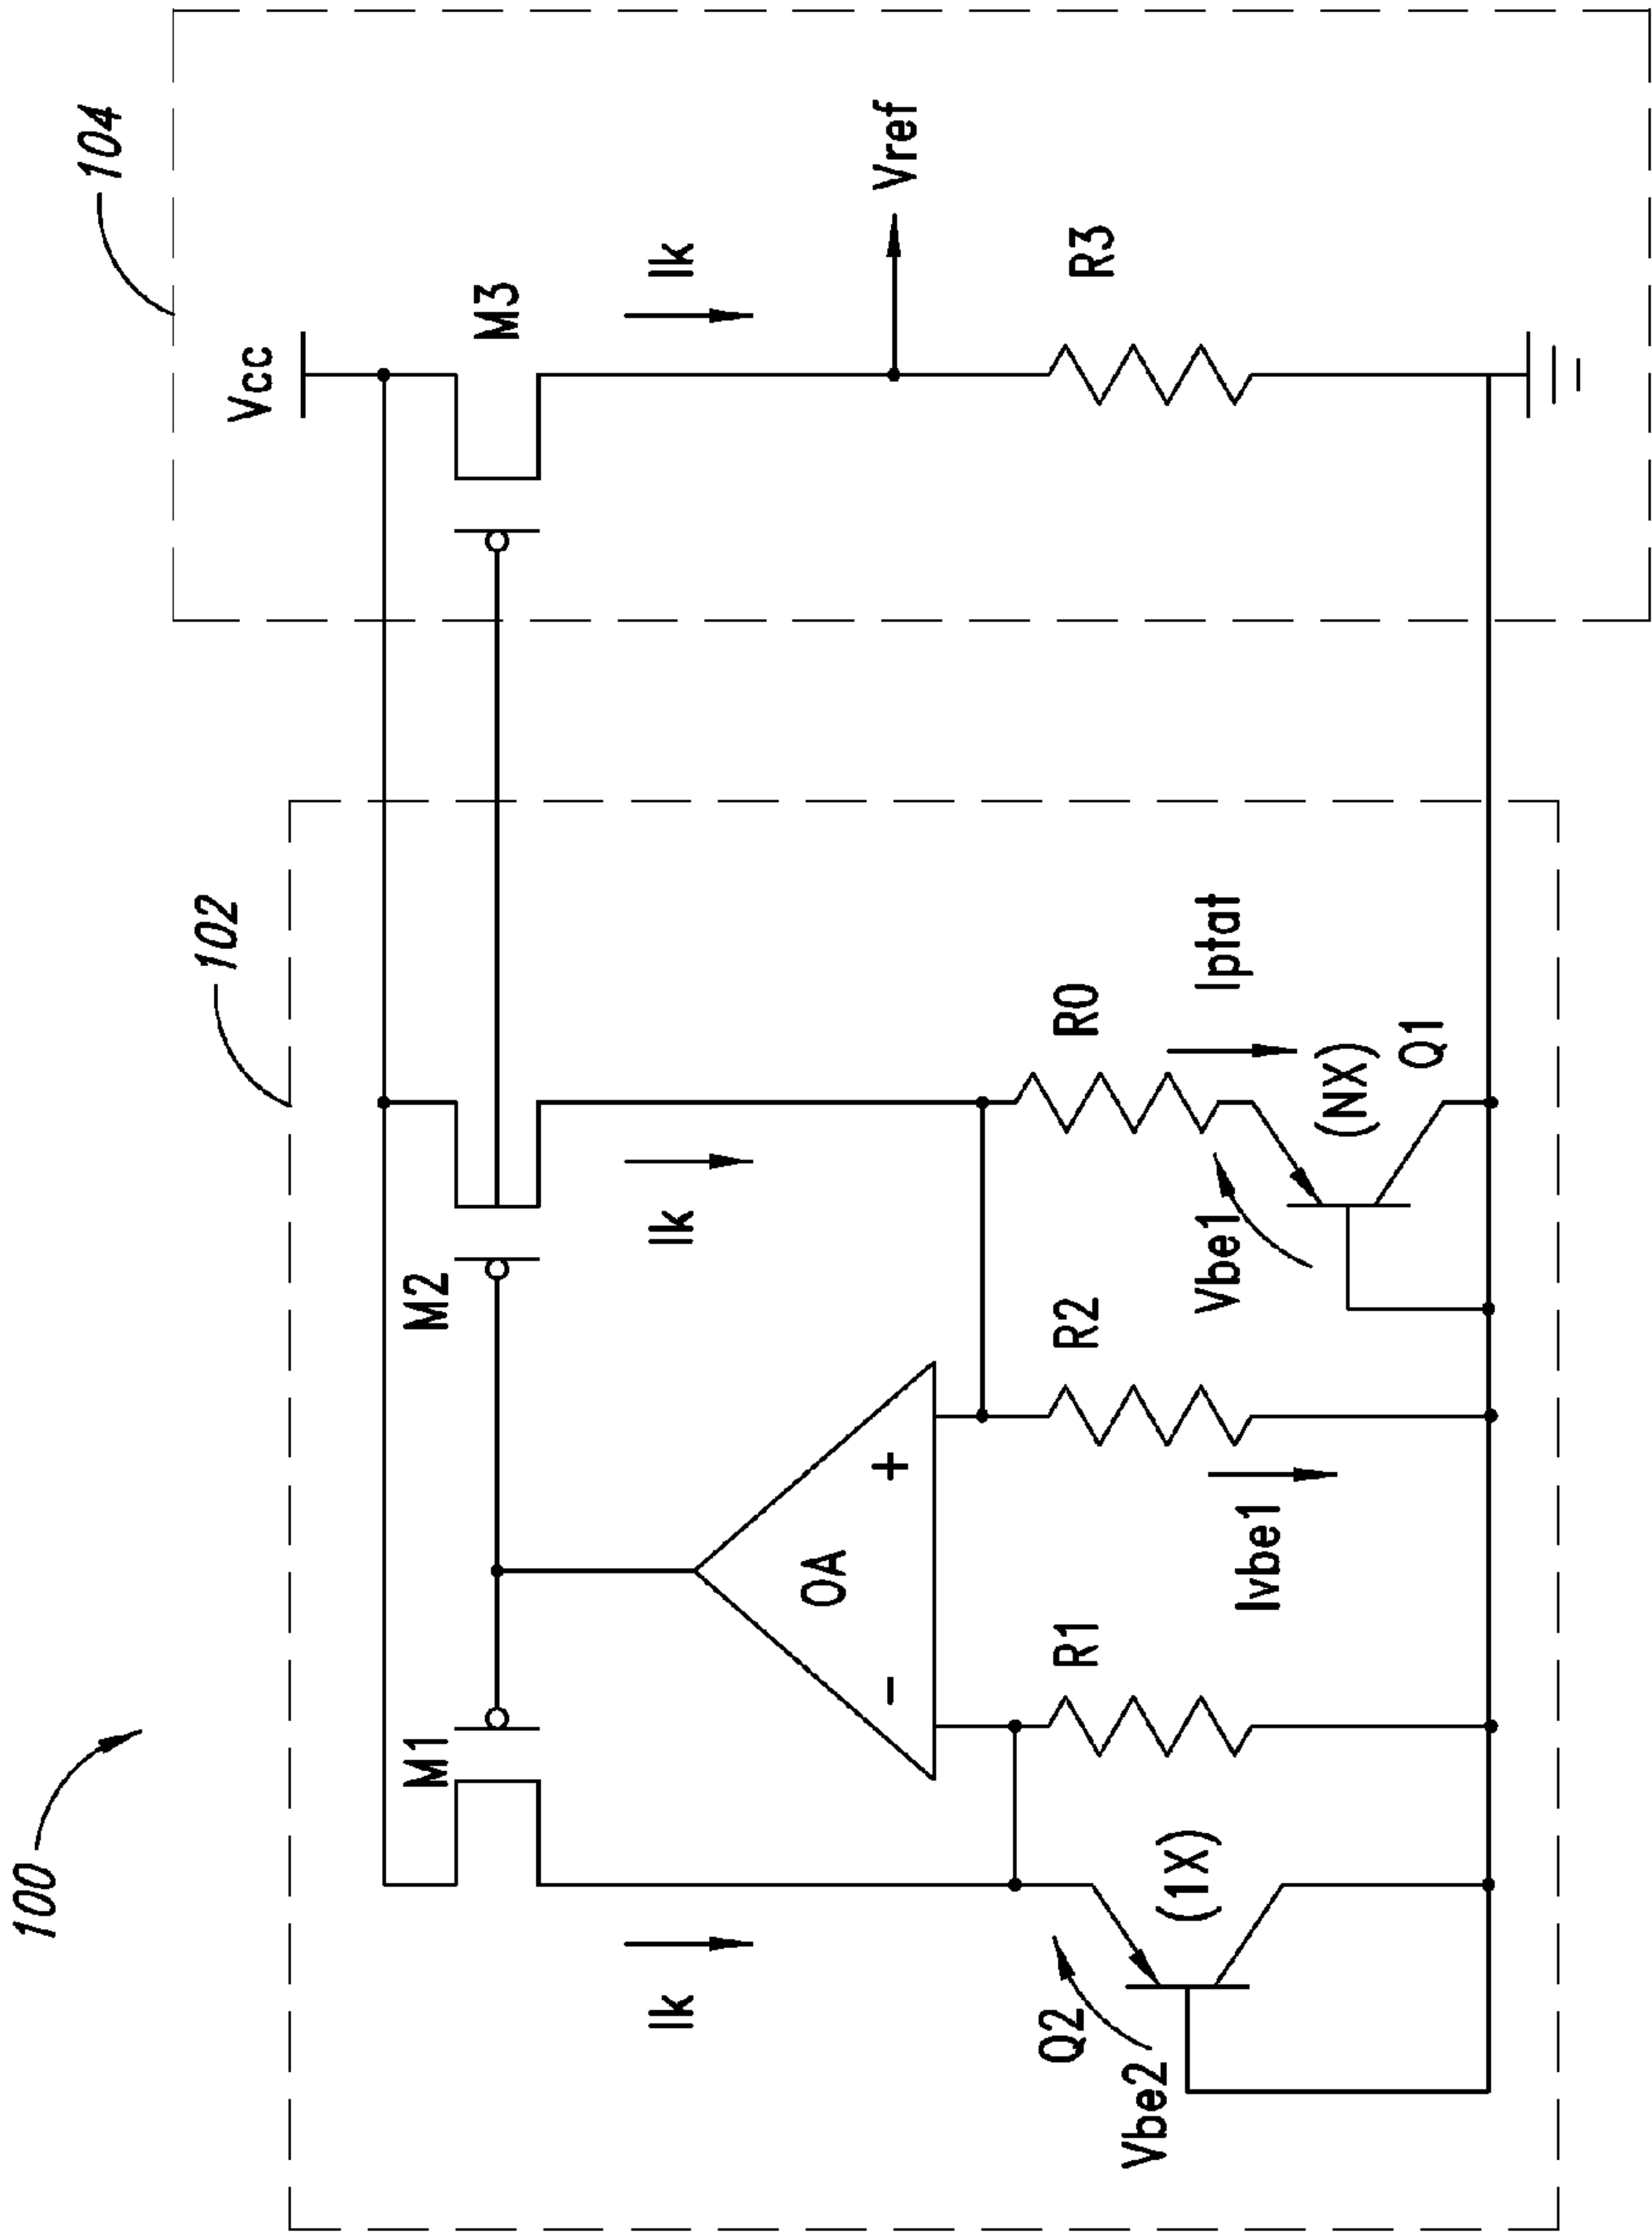 100
102
104
Vcc
M1
M2
M3
Ik
Ik
Ik
OA
-
+
Vref
Q2
Vbe2
(1X)
R1
R2
R0
R3
Ivbe1
Vbe1
Iptat
(NX)
Q1